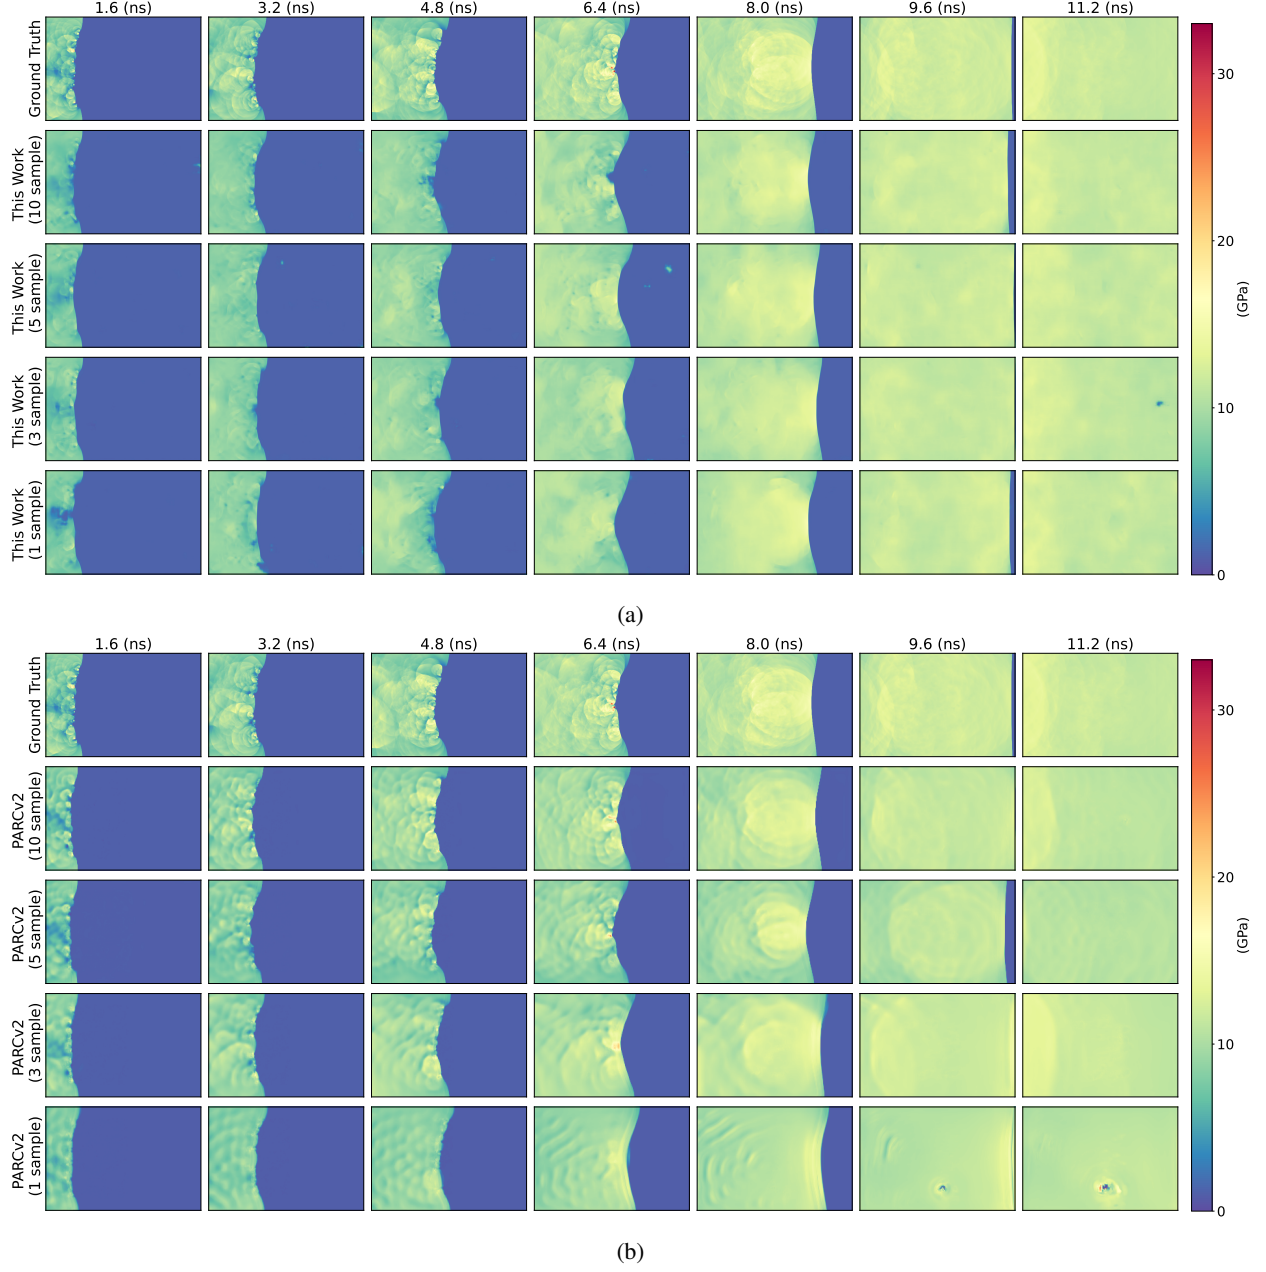 1.6 (ns) 3.2 (ns) 4.8 (ns) 6.4 (ns) 8.0 (ns) 9.6 (ns) 11.2 (ns)
Ground Truth
This Work
(10 sample)
This Work
(5 sample)
This Work
(3 sample)
This Work
(1 sample)
30
20
10
0
(GPa)
(a)
1.6 (ns) 3.2 (ns) 4.8 (ns) 6.4 (ns) 8.0 (ns) 9.6 (ns) 11.2 (ns)
Ground Truth
PARCv2
(10 sample)
PARCv2
(5 sample)
PARCv2
(3 sample)
PARCv2
(1 sample)
30
20
10
0
(GPa)
(b)